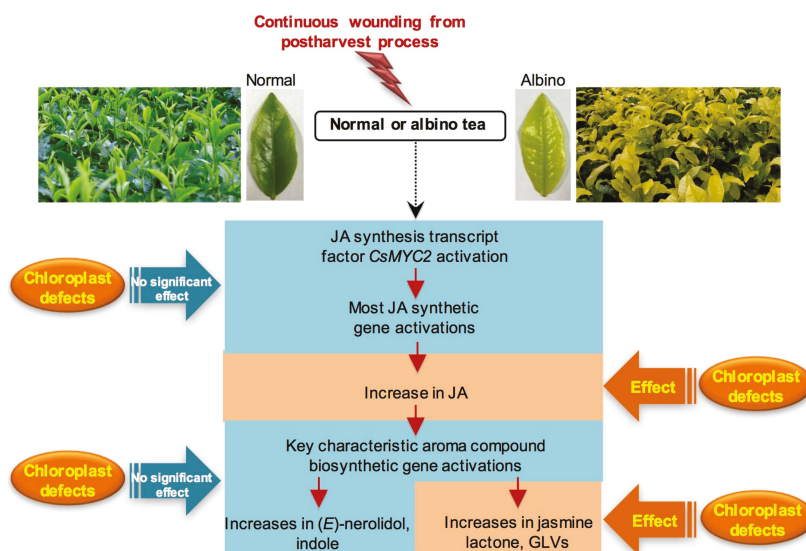 Continuous wounding from
postharvest process
Normal
Albino
Normal or albino tea
JA synthesis transcript
factor CsMYC2 activation
Chloroplast
defects
No significant
effect
Most JA synthetic
gene activations
Increase in JA
Effect
Chloroplast
defects
Key characteristic aroma compound
biosynthetic gene activations
Chloroplast
defects
No significant
effect
Increases in (E)-nerolidol,
indole
Increases in jasmine
lactone, GLVs
Effect
Chloroplast
defects